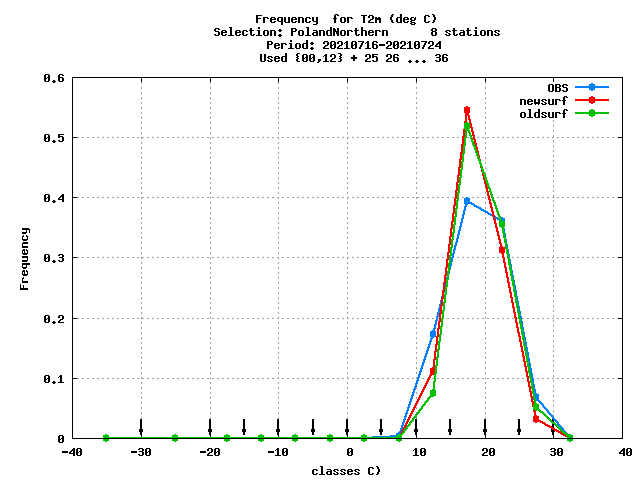 Frequency  for T2m (deg C)
Selection: PolandNorthern      8 stations
Period: 20210716-20210724
Used {00,12} + 25 26 ... 36
OBS
newsurf
oldsurf
0.6
0.5
0.4
0.3
0.2
0.1
0
Frequency
-40 -30 -20 -10 0 10 20 30 40
classes C)